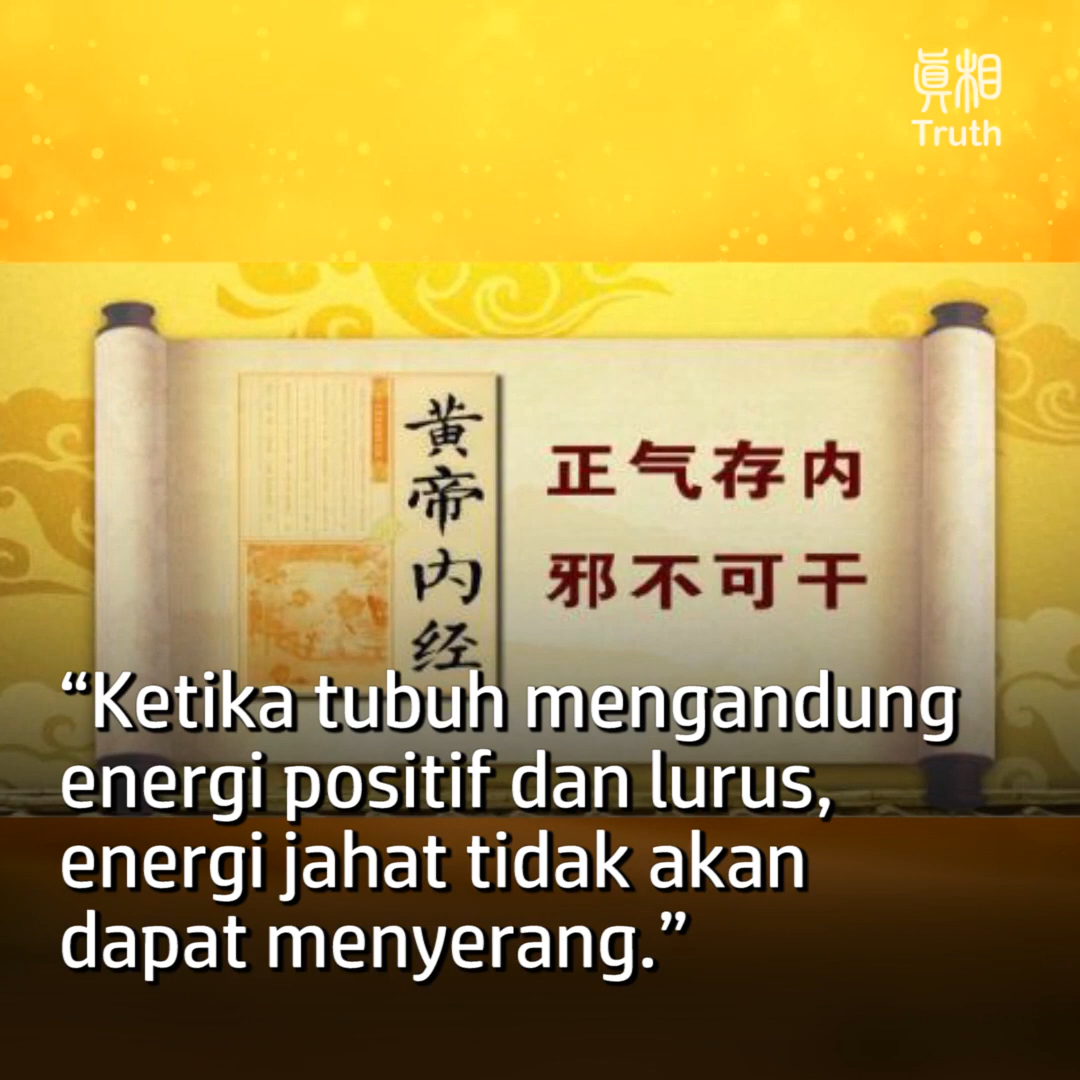 眞相
Truth
黄帝内经
正气存内
邪不可干
“Ketika tubuh mengandung
energi positif dan lurus,
energi jahat tidak akan
dapat menyerang.”